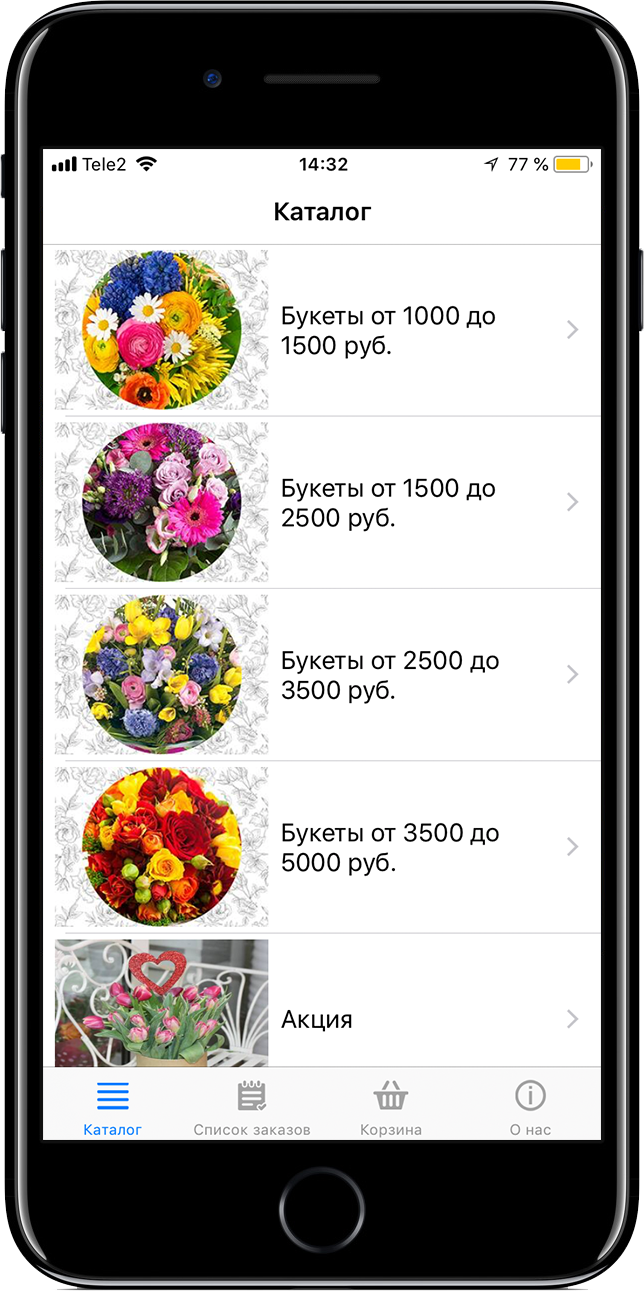 Tele2 14:32 77 %
Каталог
Букеты от 1000 до
1500 руб.
Букеты от 1500 до
2500 руб.
Букеты от 2500 до
3500 руб.
Букеты от 3500 до
5000 руб.
Акция
Каталог Список заказов Корзина О нас